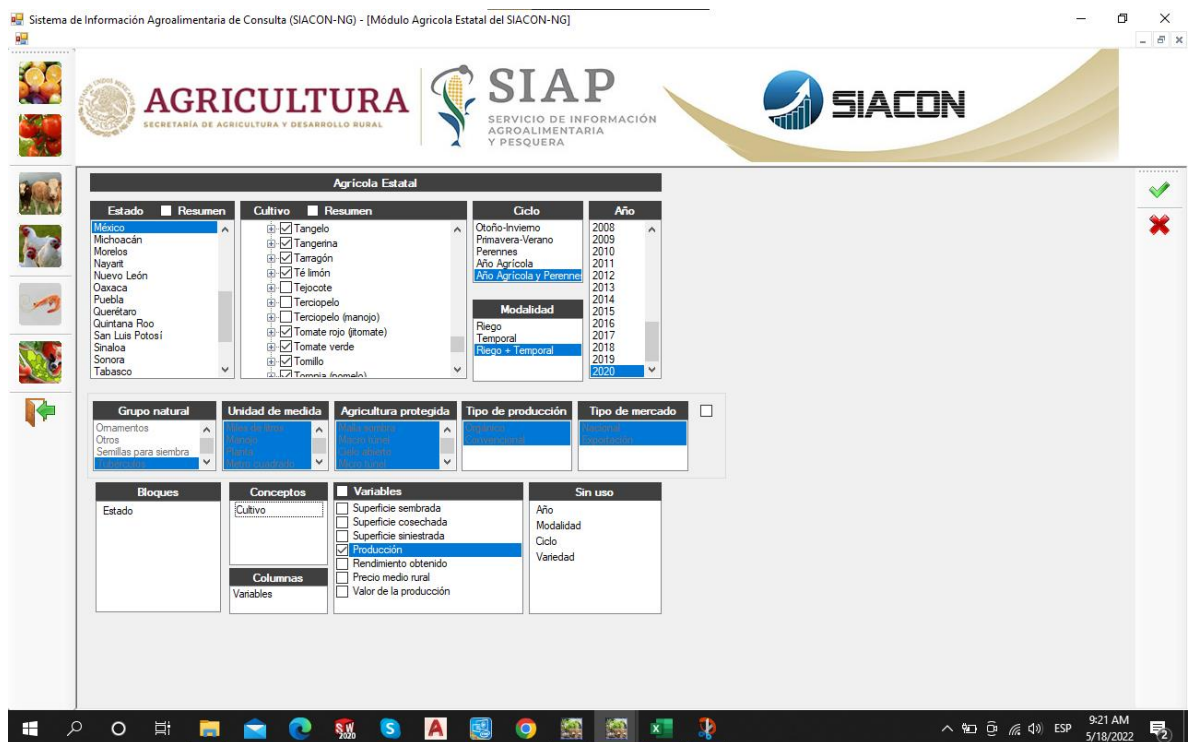 Sistema de Información Agroalimentaria de Consulta (SIACON-NG) - [Módulo Agricola Estatal del SIACON-NG]
AGRICULTURA
SECRETARÍA DE AGRICULTURA Y DESARROLLO RURAL
SIAP
SERVICIO DE INFORMACIÓN
AGROALIMENTARIA
Y PESQUERA
SIACON
Agrícola Estatal
Estado
Resumen
México
Michoacán
Morelos
Nayarit
Nuevo León
Oaxaca
Puebla
Querétaro
Quintana Roo
San Luis Potosí
Sinaloa
Sonora
Tabasco
Cultivo
Resumen
Tangelo
Tangerina
Tarragón
Té limón
Tejocote
Terciopelo
Terciopelo (manojo)
Tomate rojo (jitomate)
Tomate verde
Tomillo
Toronja (pomelo)
Ciclo
Otoño-Invierno
Primavera-Verano
Perennes
Año Agrícola
Año Agrícola y Perennes
Modalidad
Riego
Temporal
Riego + Temporal
Año
2008
2009
2010
2011
2012
2013
2014
2015
2016
2017
2018
2019
2020
Grupo natural
Ornamentos
Otros
Semillas para siembra
Tubérculos
Unidad de medida
Miles de litros
Manojo
Planta
Metro cuadrado
Agricultura protegida
Malla sombra
Macro túnel
Cielo abierto
Micro túnel
Tipo de producción
Orgánico
Convencional
Tipo de mercado
Nacional
Exportación
Bloques
Estado
Conceptos
Cultivo
Columnas
Variables
Variables
Superficie sembrada
Superficie cosechada
Superficie siniestrada
Producción
Rendimiento obtenido
Precio medio rural
Valor de la producción
Sin uso
Año
Modalidad
Ciclo
Variedad
SW
2020
S
A
ESP
9:21 AM
5/18/2022
2